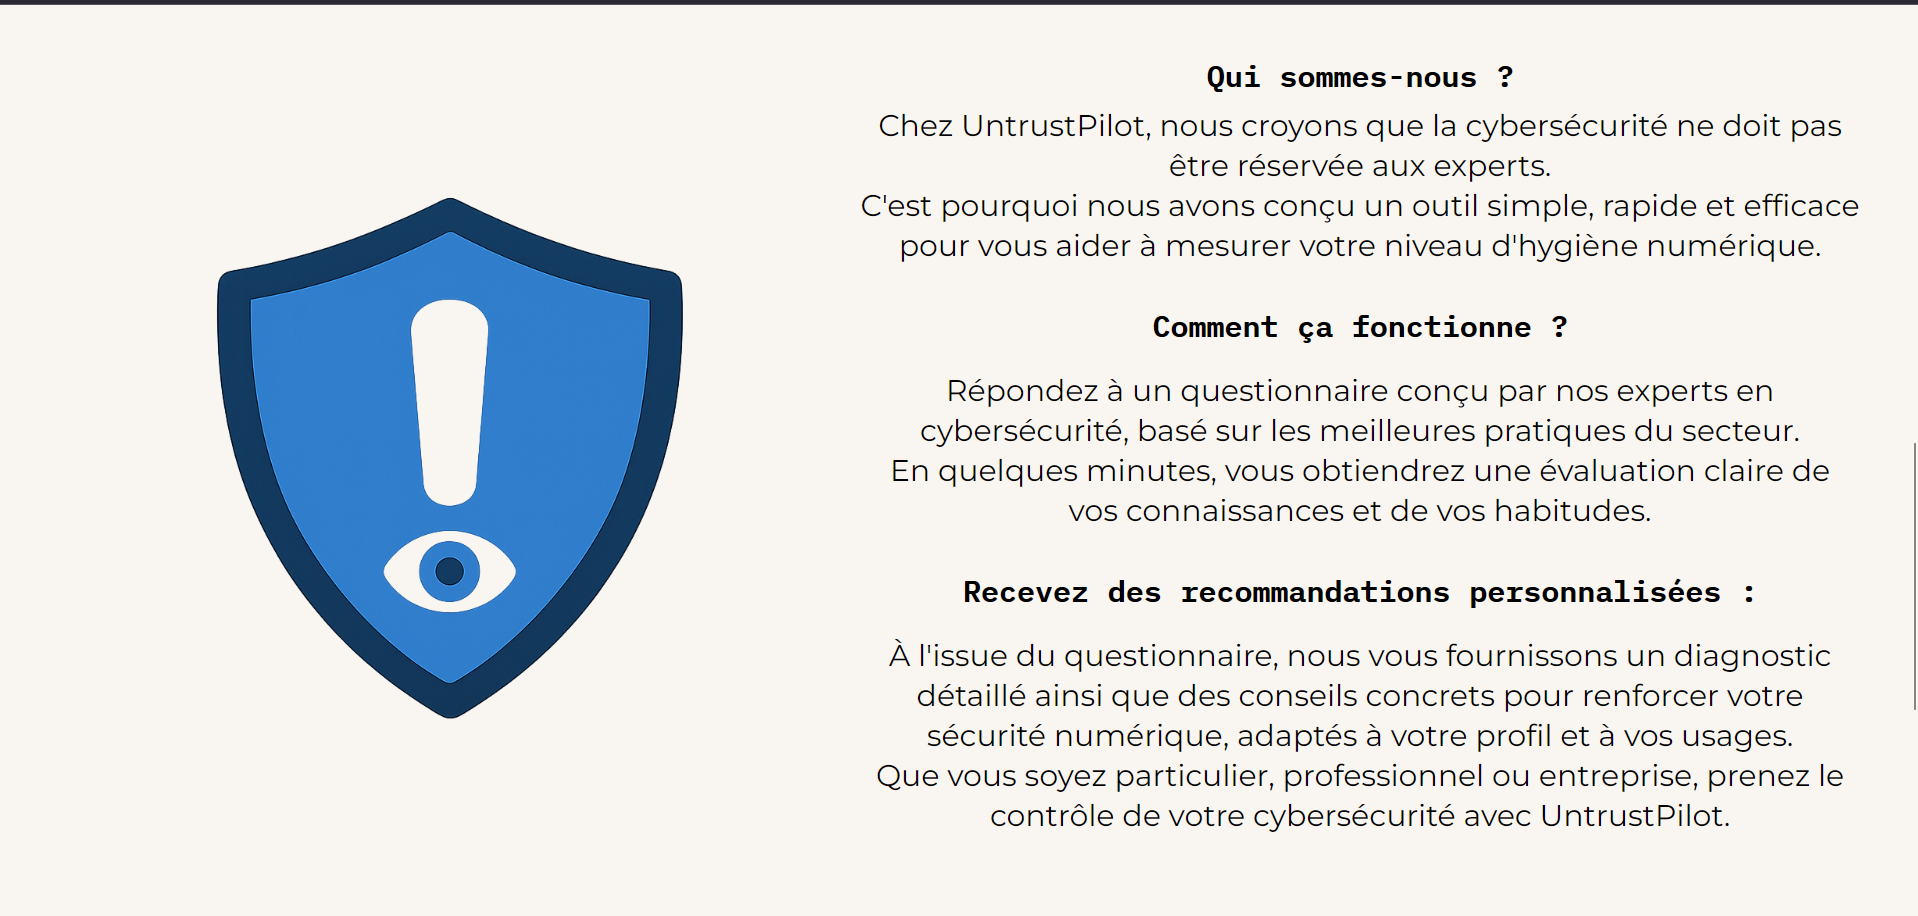 Qui sommes-nous ?
Chez UntrustPilot, nous croyons que la cybersécurité ne doit pas
être réservée aux experts.
C'est pourquoi nous avons conçu un outil simple, rapide et efficace
pour vous aider à mesurer votre niveau d'hygiène numérique.
Comment ça fonctionne ?
Répondez à un questionnaire conçu par nos experts en
cybersécurité, basé sur les meilleures pratiques du secteur.
En quelques minutes, vous obtiendrez une évaluation claire de
vos connaissances et de vos habitudes.
Recevez des recommandations personnalisées :
À l'issue du questionnaire, nous vous fournissons un diagnostic
détaillé ainsi que des conseils concrets pour renforcer votre
sécurité numérique, adaptés à votre profil et à vos usages.
Que vous soyez particulier, professionnel ou entreprise, prenez le
contrôle de votre cybersécurité avec UntrustPilot.